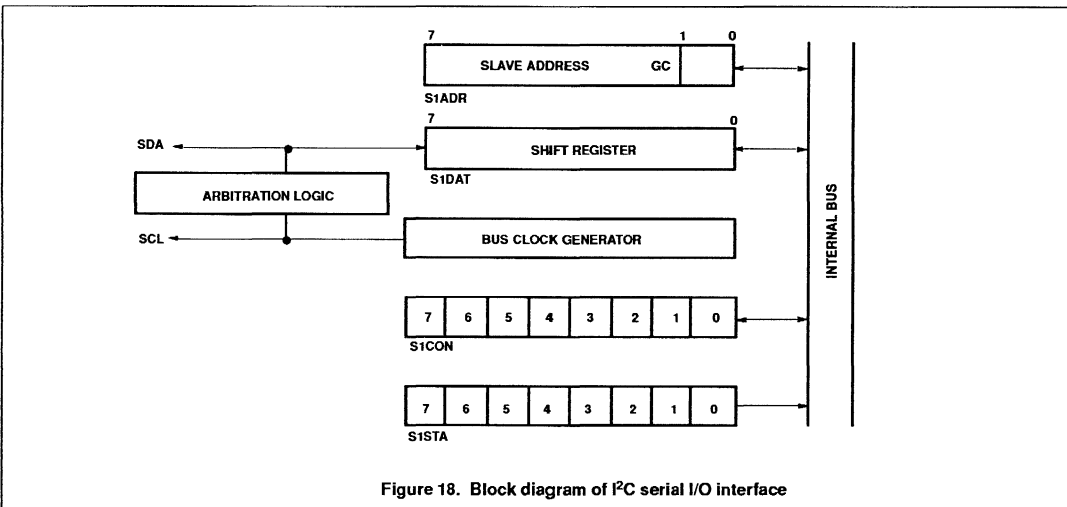 7 1 0
SLAVE ADDRESS GC
S1ADR
7 0
SDA
SHIFT REGISTER
S1DAT
ARBITRATION LOGIC
SCL
BUS CLOCK GENERATOR
INTERNAL BUS
7 6 5 4 3 2 1 0
S1CON
7 6 5 4 3 2 1 0
S1STA
Figure 18. Block diagram of I²C serial I/O interface